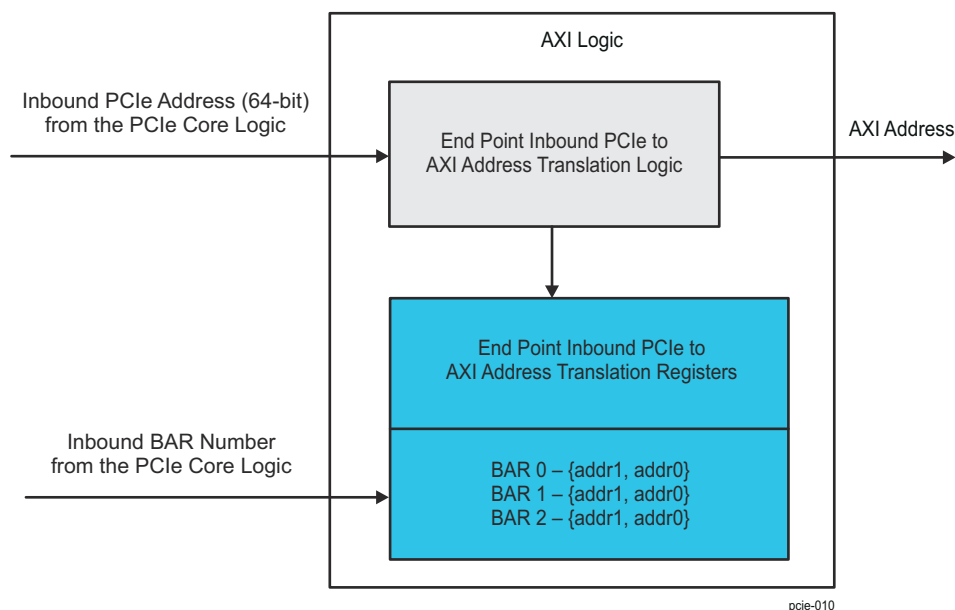 AXI Logic
Inbound PCIe Address (64-bit)
from the PCIe Core Logic
End Point Inbound PCIe to
AXI Address Translation Logic
AXI Address
End Point Inbound PCIe to
AXI Address Translation Registers
Inbound BAR Number
from the PCIe Core Logic
BAR 0 – {addr1, addr0}
BAR 1 – {addr1, addr0}
BAR 2 – {addr1, addr0}
pcie-010